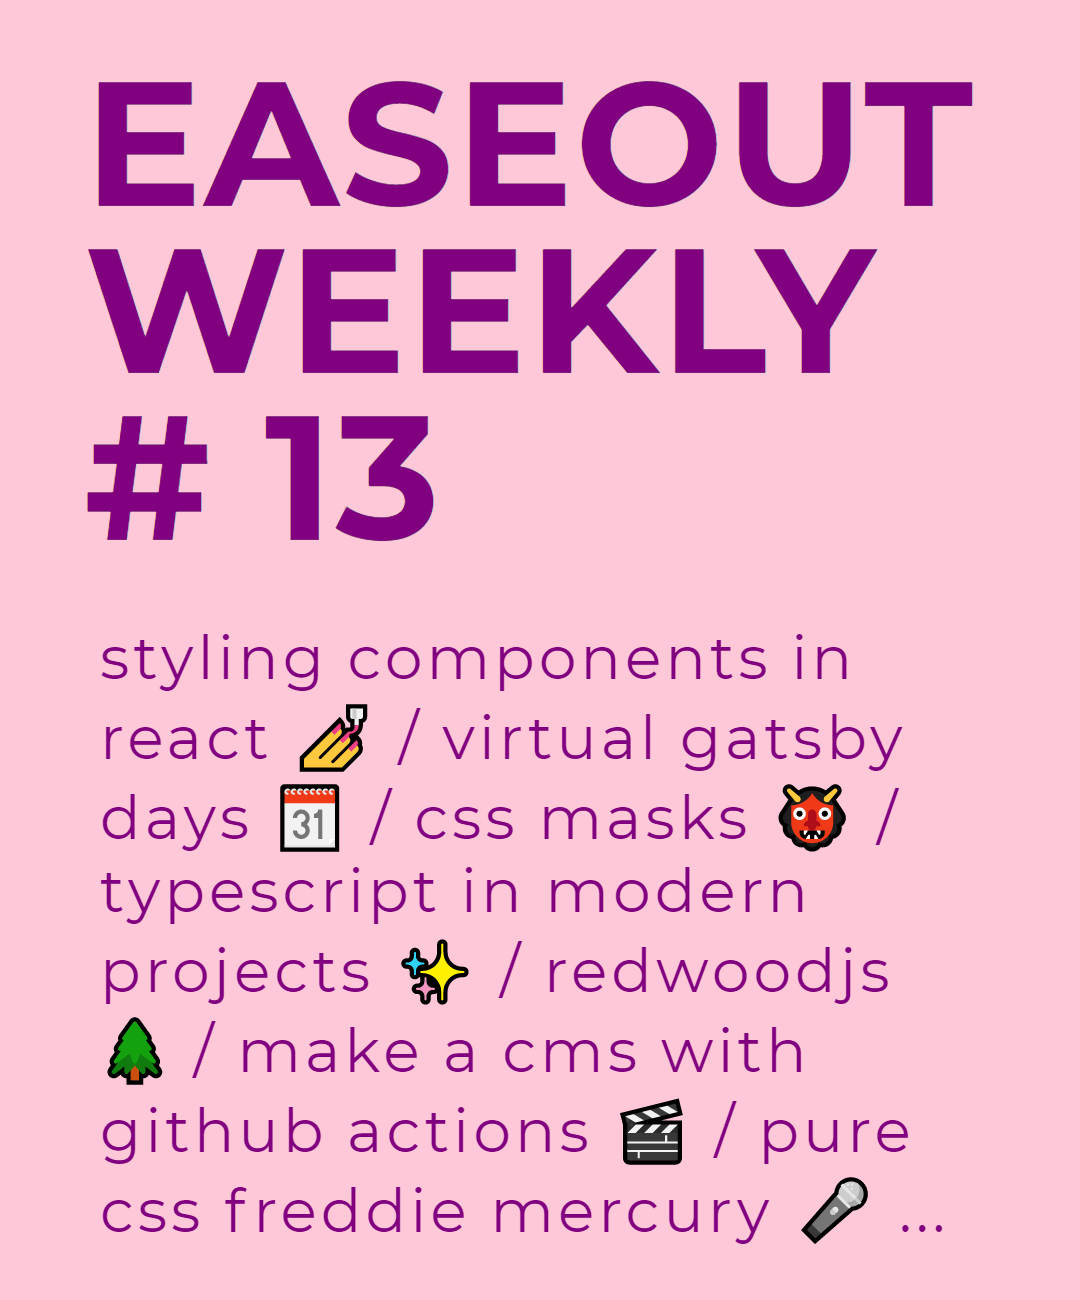 EASEOUT
WEEKLY
# 13
styling components in
react 💅 / virtual gatsby
days 📅 / css masks 👹 /
typescript in modern
projects ✨ / redwoodjs
🌲 / make a cms with
github actions 🎬 / pure
css freddie mercury 🎤 ...